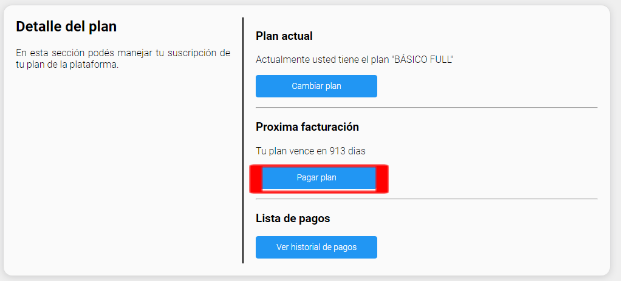 Detalle del plan
En esta sección podés manejar tu suscripción de
tu plan de la plataforma.
Plan actual
Actualmente usted tiene el plan "BÁSICO FULL"
Cambiar plan
Proxima facturación
Tu plan vence en 913 dias.
Pagar plan
Lista de pagos
Ver historial de pagos